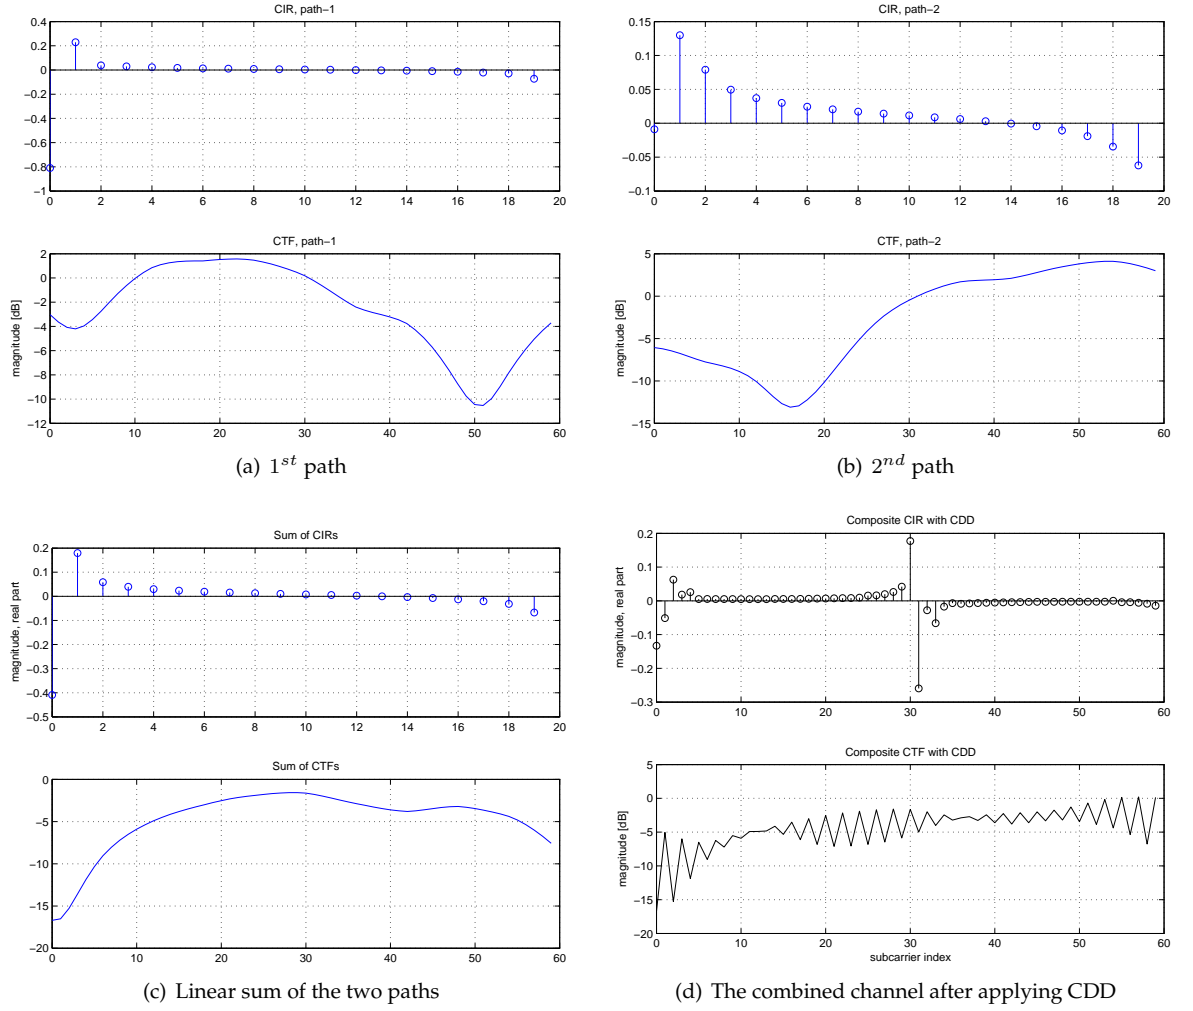 CIR, path−1
0.4
0.2
0
−0.2
−0.4
−0.6
−0.8
−1
0 2 4 6 8 10 12 14 16 18 20
CTF, path−1
magnitude [dB]
2
0
−2
−4
−6
−8
−10
−12
0 10 20 30 40 50 60
(a) 1st path
CIR, path−2
0.15
0.1
0.05
0
−0.05
−0.1
0 2 4 6 8 10 12 14 16 18 20
CTF, path−2
magnitude [dB]
5
0
−5
−10
−15
0 10 20 30 40 50 60
(b) 2nd path
Sum of CIRs
magnitude, real part
0.2
0.1
0
−0.1
−0.2
−0.3
−0.4
−0.5
0 2 4 6 8 10 12 14 16 18 20
Sum of CTFs
0
−5
−10
−15
−20
0 10 20 30 40 50 60
(c) Linear sum of the two paths
Composite CIR with CDD
magnitude, real part
0.2
0.1
0
−0.1
−0.2
−0.3
0 10 20 30 40 50 60
Composite CTF with CDD
magnitude [dB]
5
0
−5
−10
−15
−20
0 10 20 30 40 50 60
subcarrier index
(d) The combined channel after applying CDD